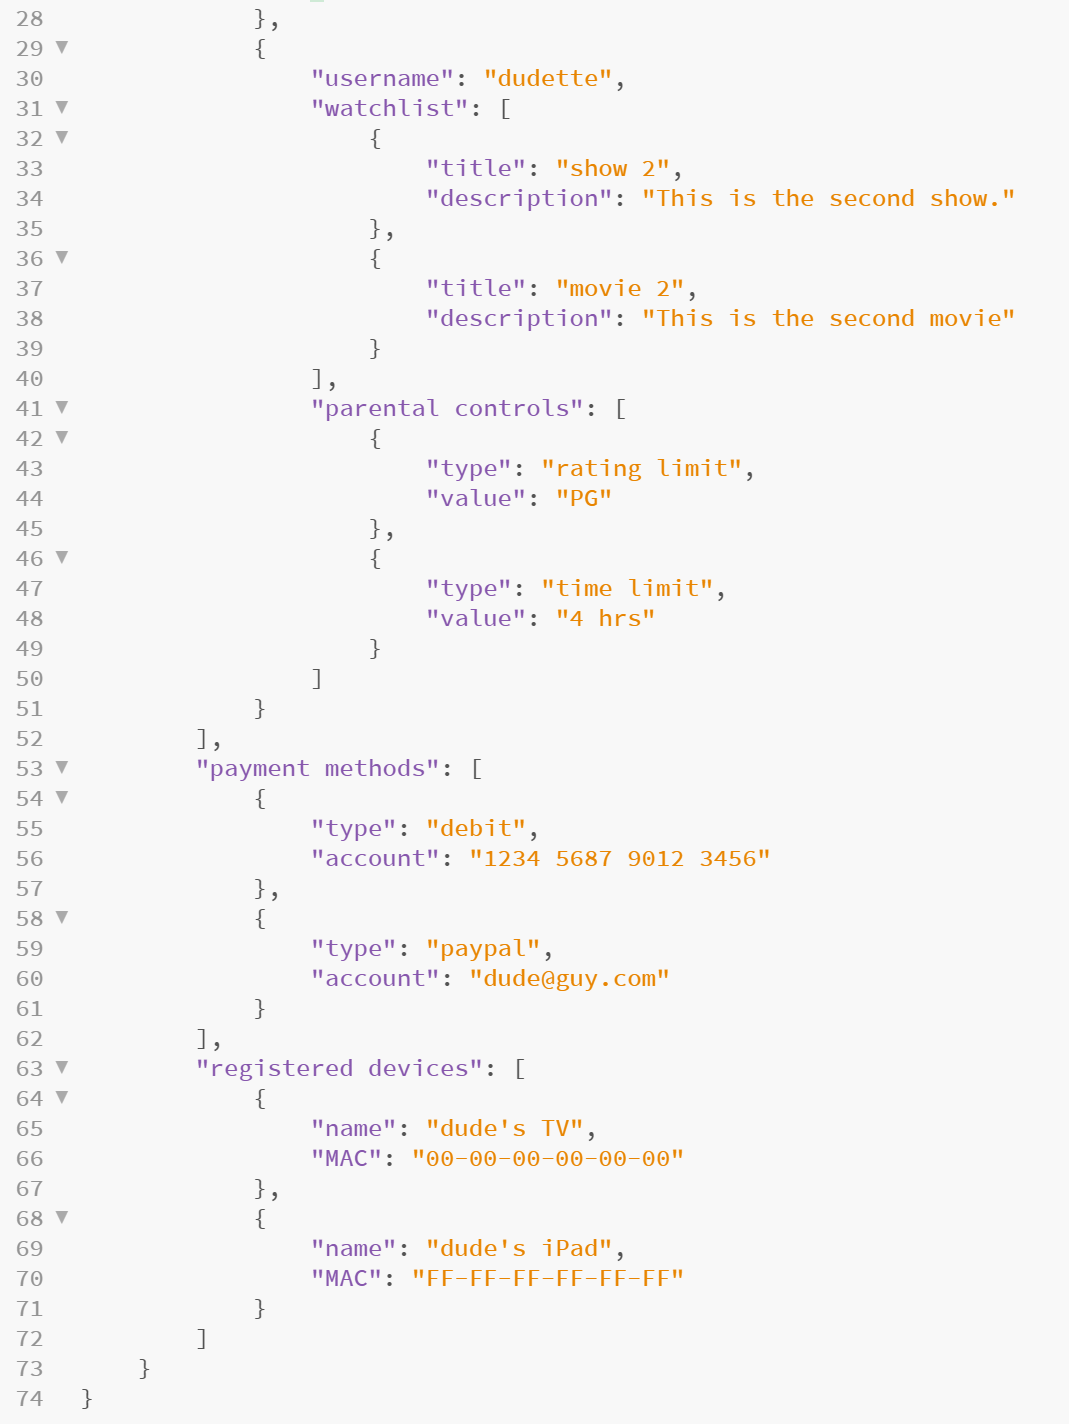 28 },
29 ▼ {
30 "username": "dudette",
31 ▼ "watchlist": [
32 ▼ {
33 "title": "show 2",
34 "description": "This is the second show."
35 },
36 ▼ {
37 "title": "movie 2",
38 "description": "This is the second movie"
39 }
40 ],
41 ▼ "parental controls": [
42 ▼ {
43 "type": "rating limit",
44 "value": "PG"
45 },
46 ▼ {
47 "type": "time limit",
48 "value": "4 hrs"
49 }
50 ]
51 }
52 ],
53 ▼ "payment methods": [
54 ▼ {
55 "type": "debit",
56 "account": "1234 5687 9012 3456"
57 },
58 ▼ {
59 "type": "paypal",
60 "account": "dude@guy.com"
61 }
62 ],
63 ▼ "registered devices": [
64 ▼ {
65 "name": "dude's TV",
66 "MAC": "00-00-00-00-00-00"
67 },
68 ▼ {
69 "name": "dude's iPad",
70 "MAC": "FF-FF-FF-FF-FF-FF"
71 }
72 ]
73 }
74 }